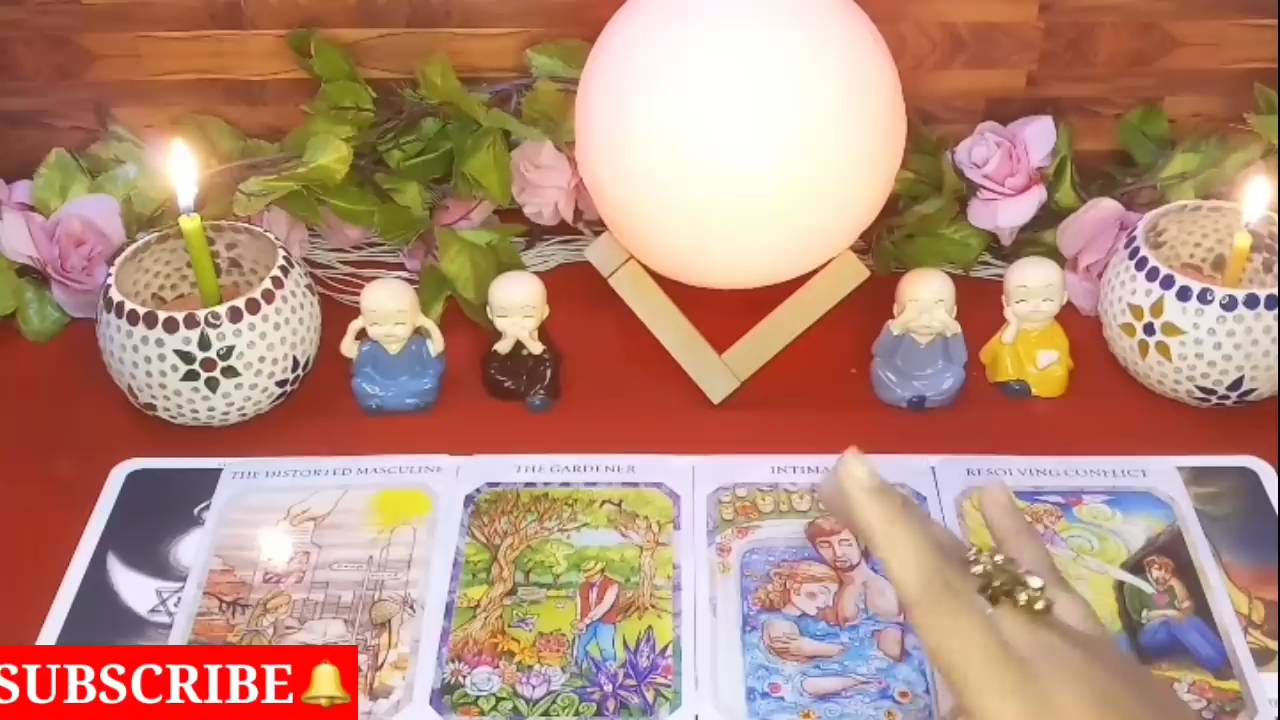 THE DISTORTED MASCULINE
THE GARDENER
INTIMA
RESOLVING CONFLICT
SUBSCRIBE